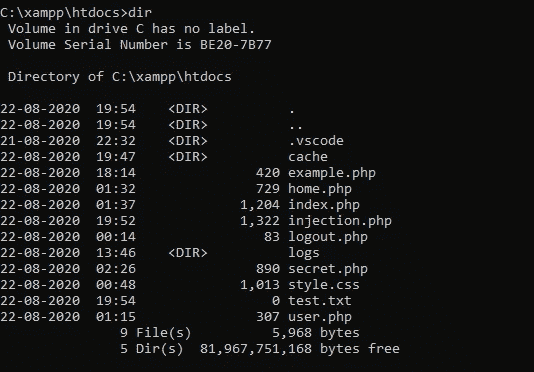 C:\xampp\htdocs>dir
 Volume in drive C has no label.
 Volume Serial Number is BE20-7B77

 Directory of C:\xampp\htdocs

22-08-2020  19:54    <DIR>          .
22-08-2020  19:54    <DIR>          ..
21-08-2020  22:32    <DIR>          .vscode
22-08-2020  19:47    <DIR>          cache
22-08-2020  18:14               420 example.php
22-08-2020  01:32               729 home.php
22-08-2020  01:37             1,204 index.php
22-08-2020  19:52             1,322 injection.php
22-08-2020  00:14                83 logout.php
22-08-2020  13:46    <DIR>          logs
22-08-2020  02:26               890 secret.php
22-08-2020  00:48             1,013 style.css
22-08-2020  19:54                 0 test.txt
22-08-2020  01:15               307 user.php
               9 File(s)          5,968 bytes
               5 Dir(s)  81,967,751,168 bytes free